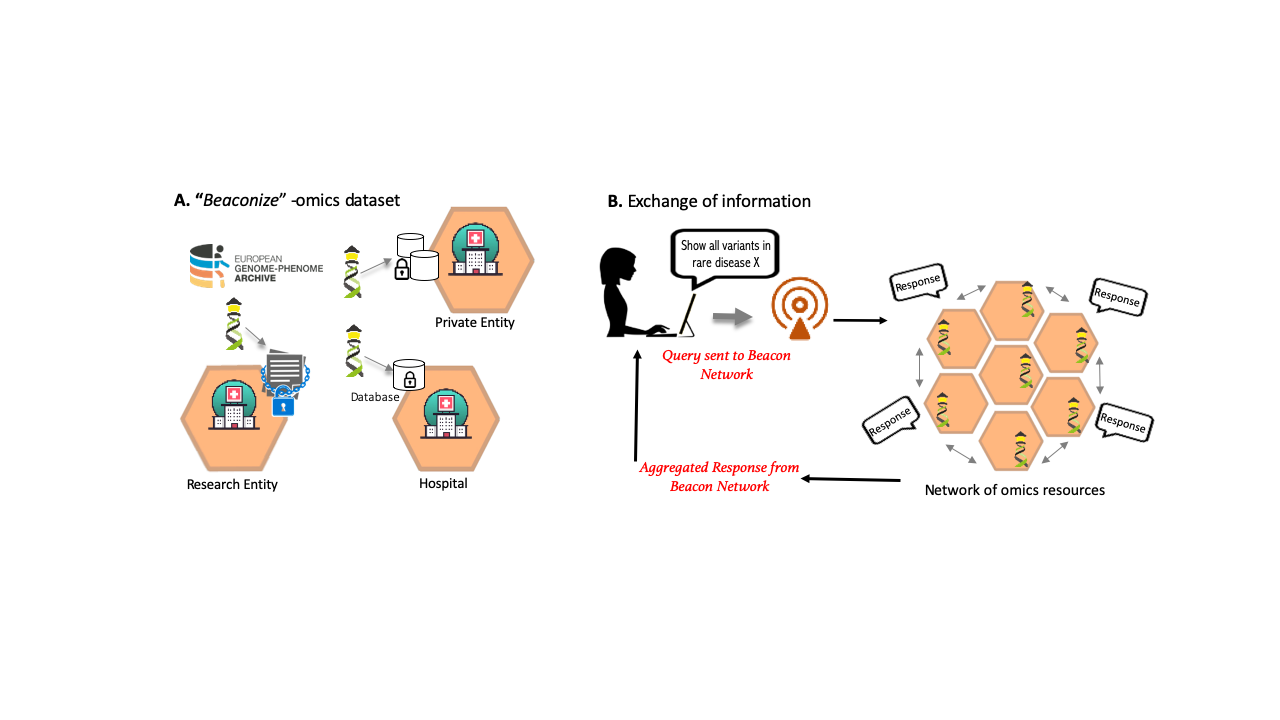 A. “Beaconize” -omics dataset
EUROPEAN
GENOME-PHENOME
ARCHIVE
Private Entity
Database
Research Entity
Hospital
B. Exchange of information
Show all variants in
rare disease X
Query sent to Beacon
Network
Response
Response
Response
Response
Aggregated Response from
Beacon Network
Network of omics resources